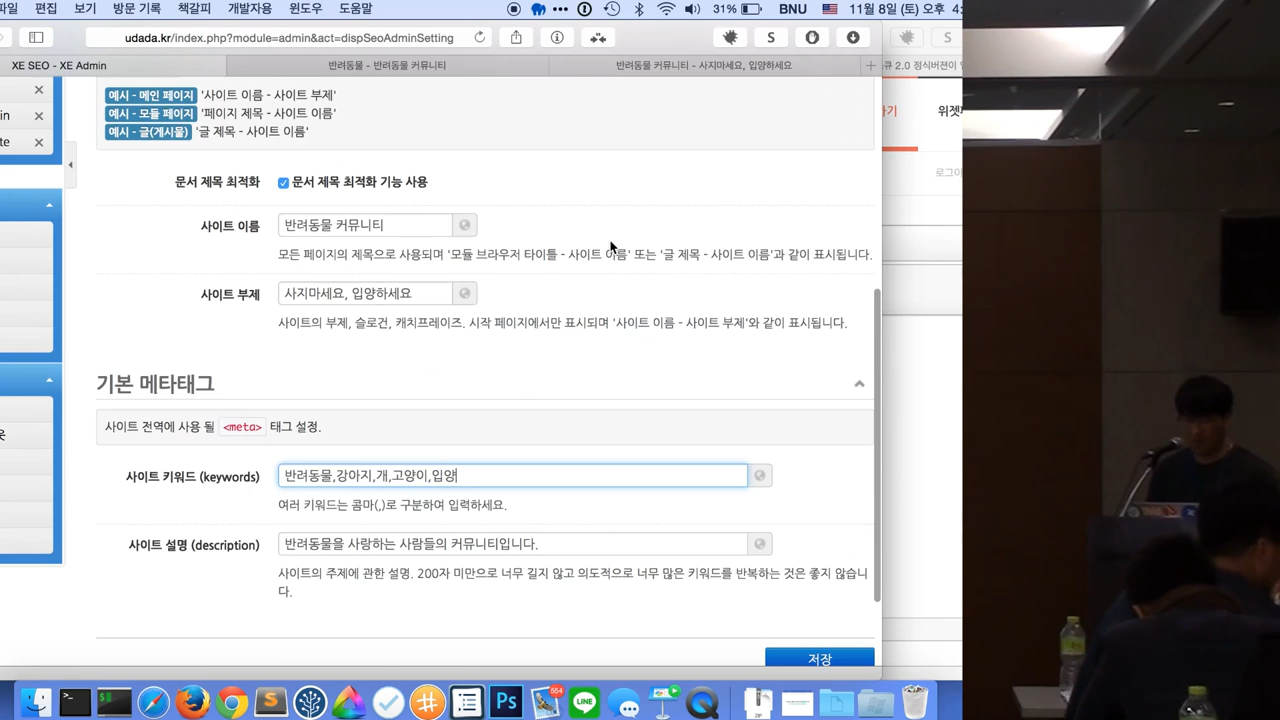 파일 편집 보기 방문 기록 책갈피 개발자용 윈도우 도움말
31% BNU 11월 8일 (토) 오후 4:
udada.kr/index.php?module=admin&act=dispSeoAdminSetting
XE SEO - XE Admin
반려동물 - 반려동물 커뮤니티
반려동물 커뮤니티 - 사지마세요, 입양하세요
큐 2.0 정식버전이
예시 - 메인 페이지 '사이트 이름 - 사이트 부제'
예시 - 모듈 페이지 '페이지 제목 - 사이트 이름'
예시 - 글(게시물) '글 제목 - 사이트 이름'
문서 제목 최적화 문서 제목 최적화 기능 사용
사이트 이름 반려동물 커뮤니티
모든 페이지의 제목으로 사용되며 '모듈 브라우저 타이틀 - 사이트 이름' 또는 '글 제목 - 사이트 이름'과 같이 표시됩니다.
사이트 부제 사지마세요, 입양하세요
사이트의 부제, 슬로건, 캐치프레이즈. 시작 페이지에서만 표시되며 '사이트 이름 - 사이트 부제'와 같이 표시됩니다.
기본 메타태그
사이트 전역에 사용 될 <meta> 태그 설정.
사이트 키워드 (keywords) 반려동물,강아지,개,고양이,입양
여러 키워드는 콤마(,)로 구분하여 입력하세요.
사이트 설명 (description) 반려동물을 사랑하는 사람들의 커뮤니티입니다.
사이트의 주제에 관한 설명. 200자 미만으로 너무 길지 않고 의도적으로 너무 많은 키워드를 반복하는 것은 좋지 않습니
다.
저장
554
LINE
Ps
ZIP